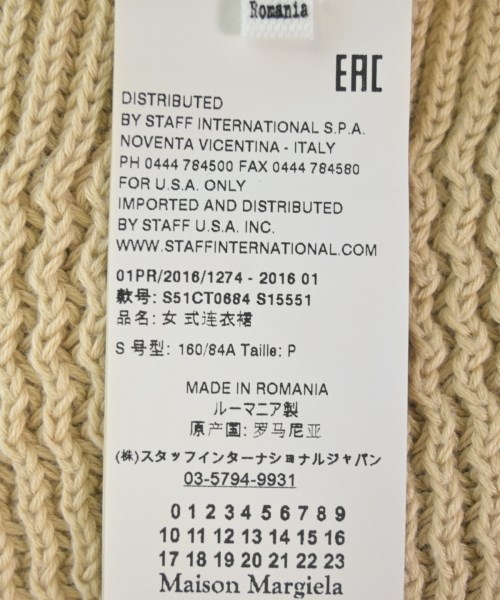 Romania
EAC
DISTRIBUTED
BY STAFF INTERNATIONAL S.P.A.
NOVENTA VICENTINA - ITALY
PH 0444 784500 FAX 0444 784580
FOR U.S.A. ONLY
IMPORTED AND DISTRIBUTED
BY STAFF U.S.A. INC.
WWW.STAFFINTERNATIONAL.COM
01PR/2016/1274 - 2016 01
款号: S51CT0684 S15551
品名: 女 式连衣裙
S 号型: 160/84A Taille: P
MADE IN ROMANIA
ルーマニア製
原产国: 罗马尼亚
(株)スタッフインターナショナルジャパン
03-5794-9931
0 1 2 3 4 5 6 7 8 9
10 11 12 13 14 15 16
17 18 19 20 21 22 23
Maison Margiela